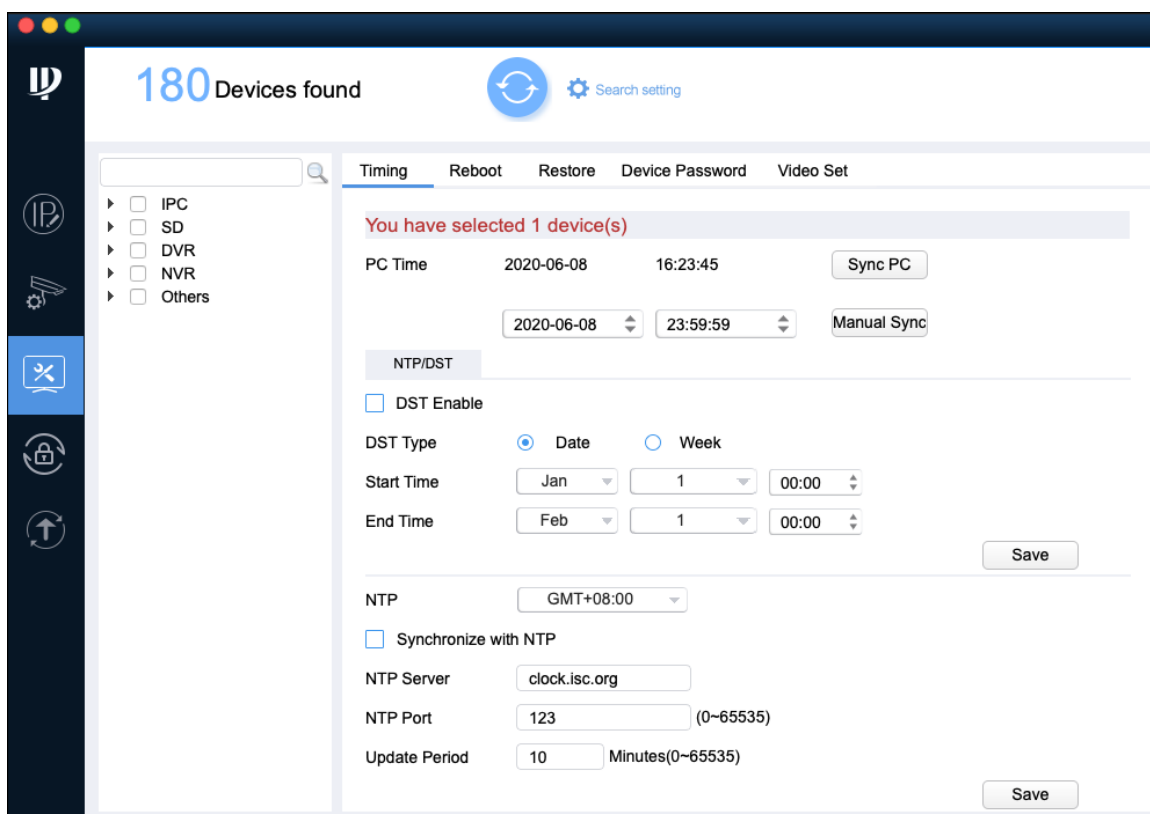 180 Devices found
Search setting
IPC
SD
DVR
NVR
Others
Timing Reboot Restore Device Password Video Set
You have selected 1 device(s)
PC Time 2020-06-08 16:23:45 Sync PC
2020-06-08 23:59:59 Manual Sync
NTP/DST
DST Enable
DST Type Date Week
Start Time Jan 1 00:00
End Time Feb 1 00:00
Save
NTP GMT+08:00
Synchronize with NTP
NTP Server clock.isc.org
NTP Port 123 (0~65535)
Update Period 10 Minutes(0~65535)
Save